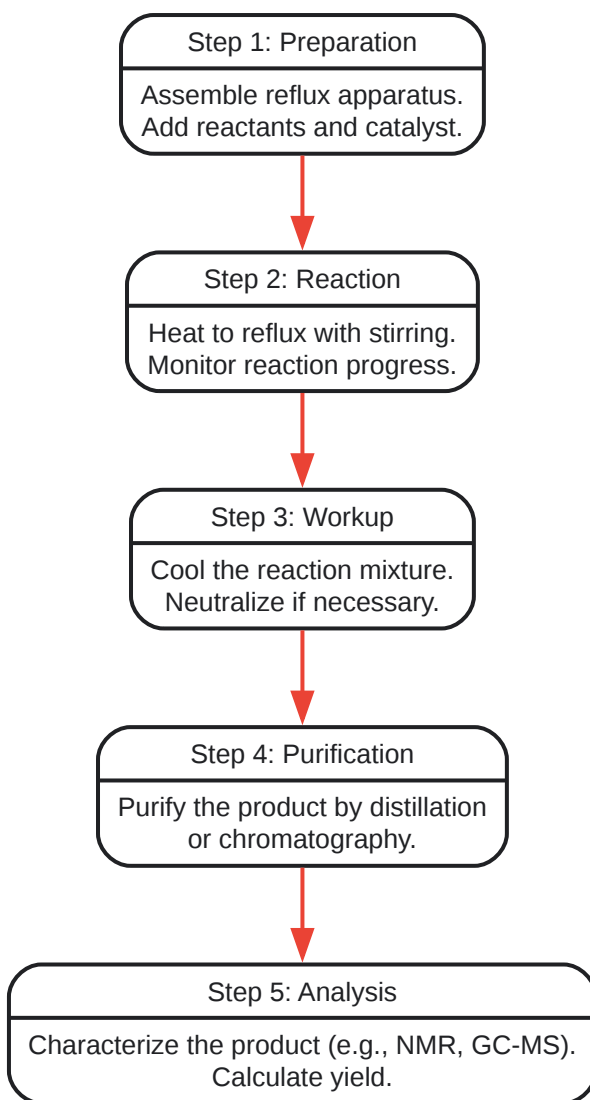 Step 1: Preparation
Assemble reflux apparatus.
Add reactants and catalyst.
Step 2: Reaction
Heat to reflux with stirring.
Monitor reaction progress.
Step 3: Workup
Cool the reaction mixture.
Neutralize if necessary.
Step 4: Purification
Purify the product by distillation
or chromatography.
Step 5: Analysis
Characterize the product (e.g., NMR, GC-MS).
Calculate yield.